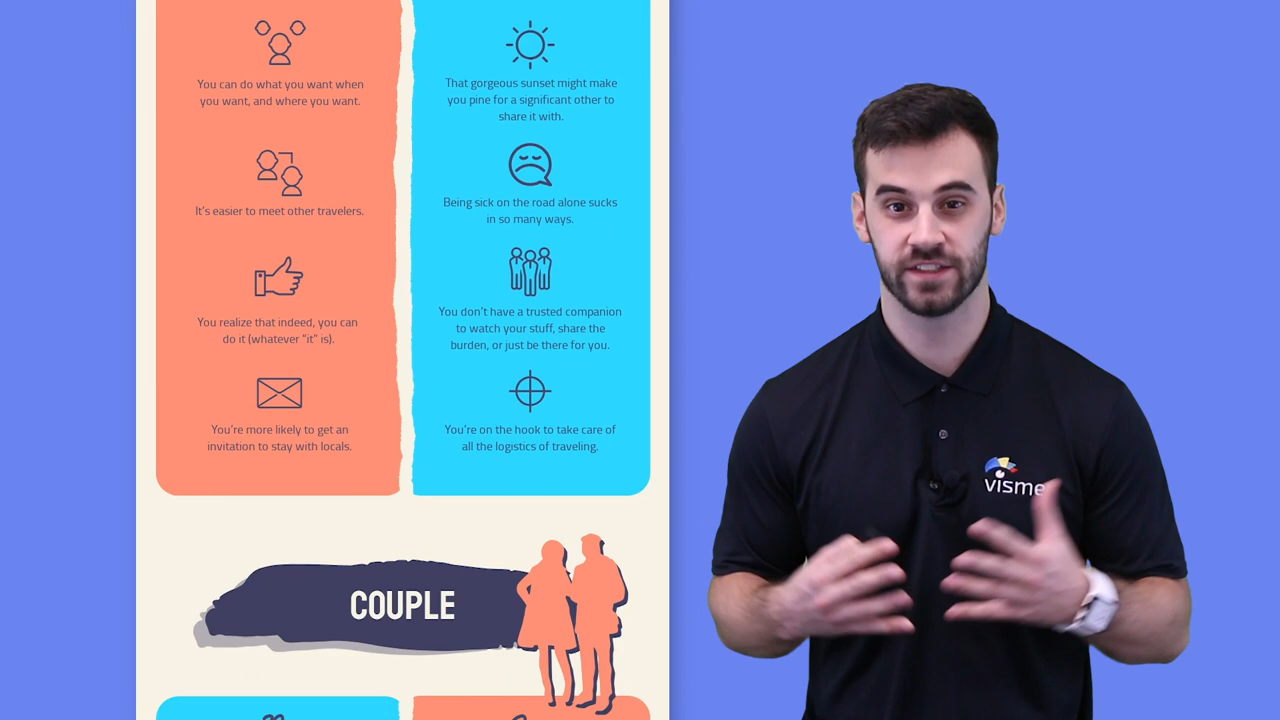 You can do what you want when
you want, and where you want.
It's easier to meet other travelers.
You realize that indeed, you can
do it (whatever "it" is).
You're more likely to get an
invitation to stay with locals.
That gorgeous sunset might make
you pine for a significant other to
share it with.
Being sick on the road alone sucks
in so many ways.
You don't have a trusted companion
to watch your stuff, share the
burden, or just be there for you.
You're on the hook to take care of
all the logistics of traveling.
COUPLE
visme